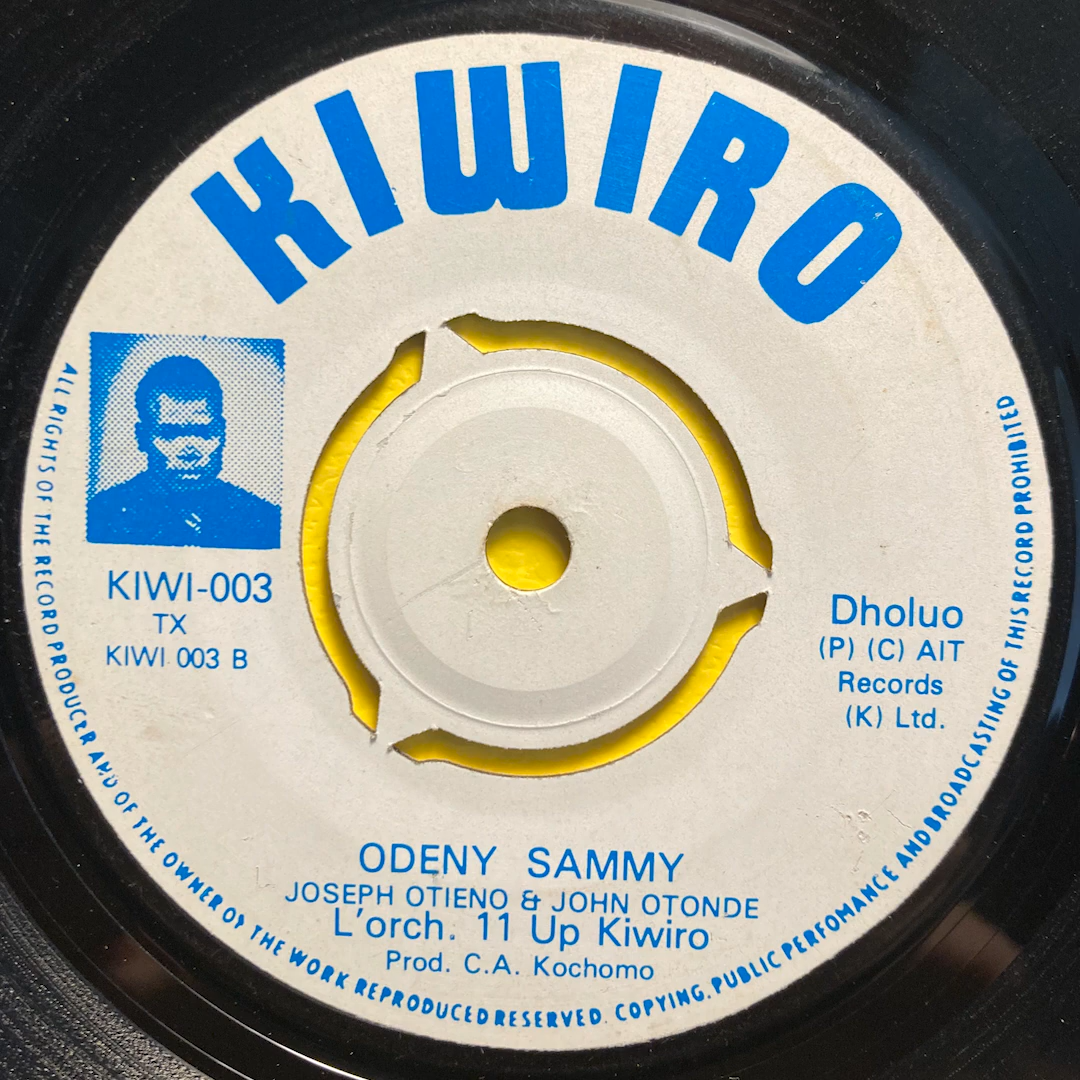 KIWIRO
KIWI-003
TX
KIWI 003 B
Dholuo
(P) (C) AIT
Records
(K) Ltd.
ODENY SAMMY
JOSEPH OTIENO & JOHN OTONDE
L'orch. 11 Up Kiwiro
Prod. C.A. Kochomo
ALL RIGHTS OF THE RECORD PRODUCER AND OF THE OWNER OF THE WORK REPRODUCED RESERVED. COPYING. PUBLIC PERFOMANCE AND BROADCASTING OF THIS RECORD PROHIBITED